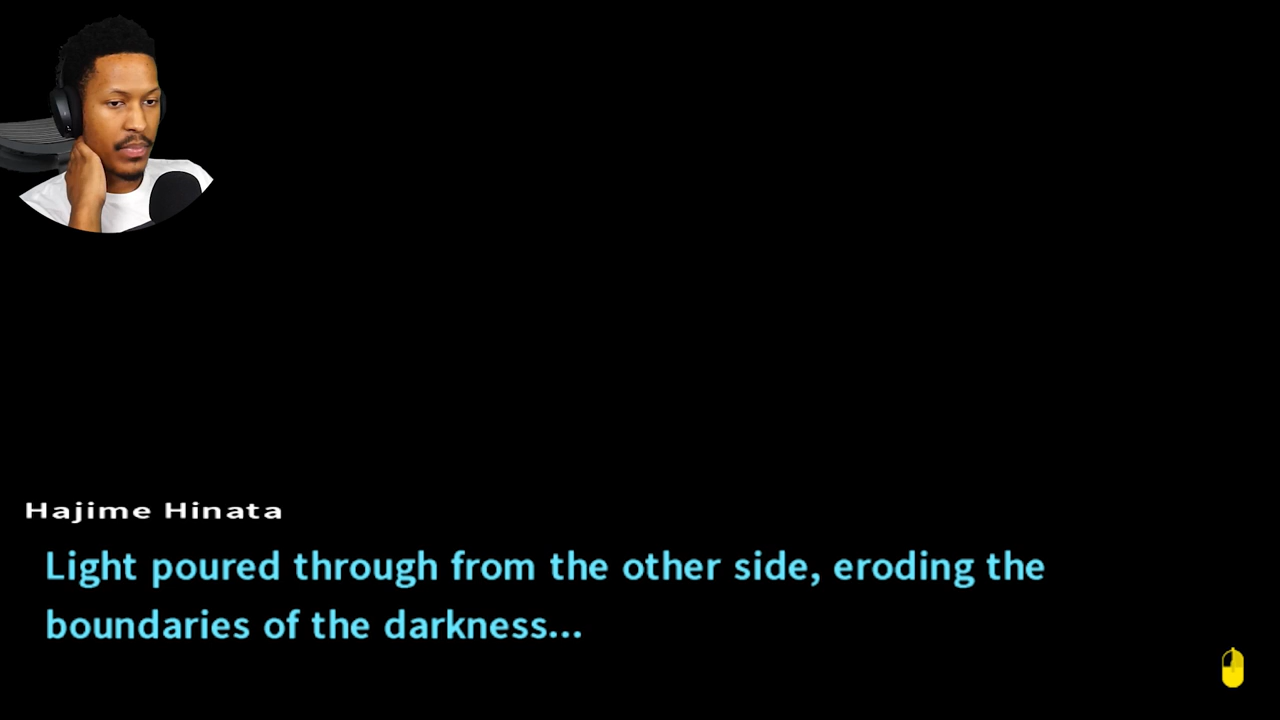 Hajime Hinata
Light poured through from the other side, eroding the
boundaries of the darkness...